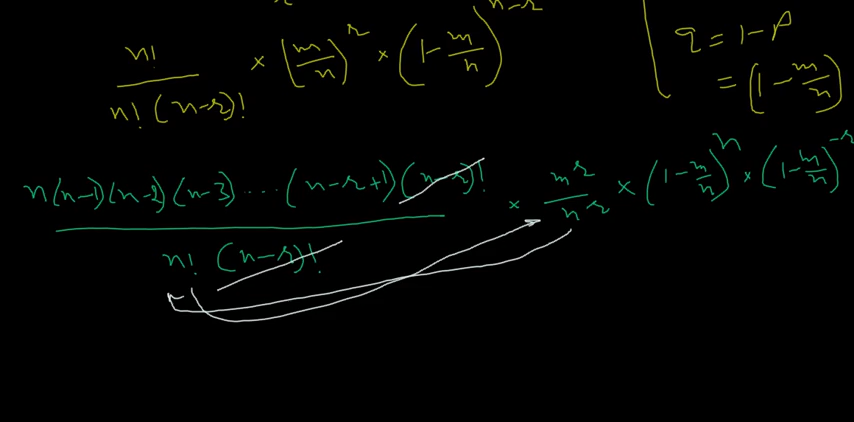 n! / n! (n-r)! × (m/n)^r × (1 - m/n)^(n-r)
q = 1 - p
= (1 - m/n)
n(n-1)(n-2)(n-3) .... (n-r+1)(n-r)! / n! (n-r)! × m^r / n^r × (1 - m/n)^n × (1 - m/n)^-r